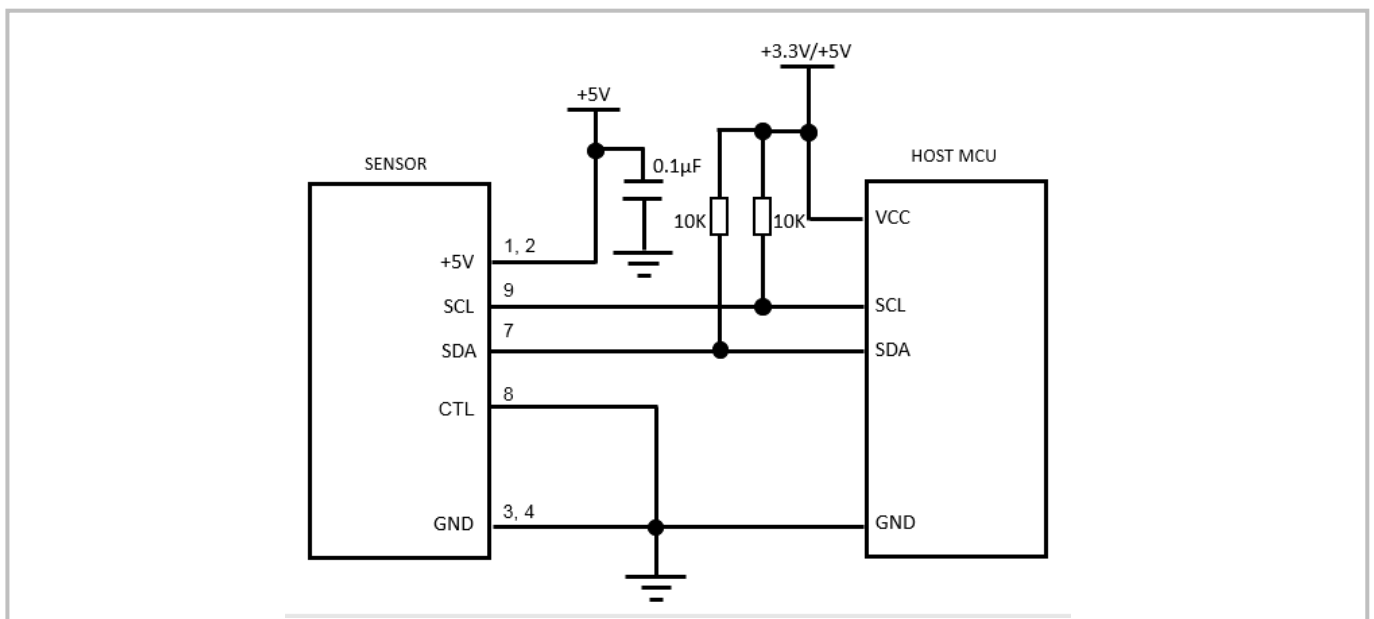 +3.3V/+5V
+5V
SENSOR
0.1µF
HOST MCU
10K
10K
VCC
1, 2
+5V
9
SCL
SCL
7
SDA
SDA
8
CTL
3, 4
GND
GND